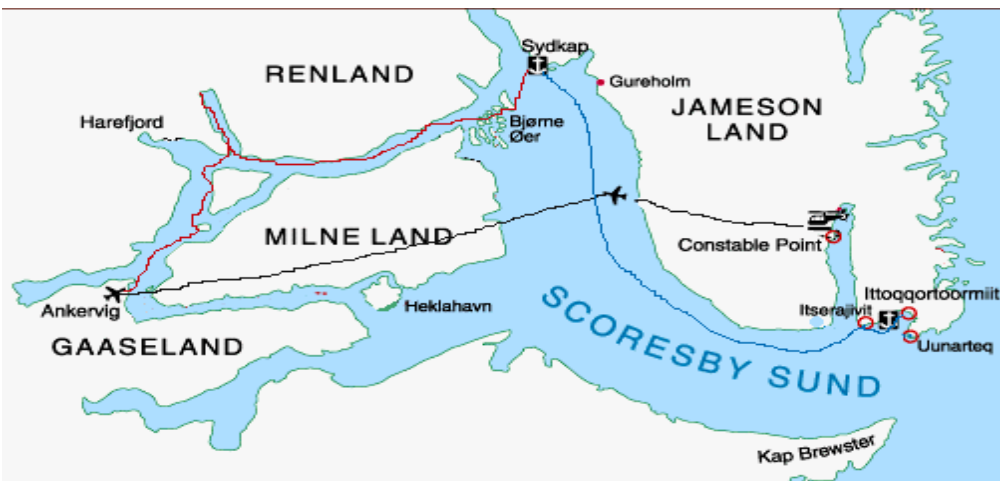 Sydkap
RENLAND
Gureholm
JAMESON
LAND
Harefjord
Bjørne
Øer
MILNE LAND
Constable Point
Ankervig
Heklahavn
Ittoqqortoormiit
Itserajivit
GAASELAND
Uunarteq
SCORESBY SUND
Kap Brewster